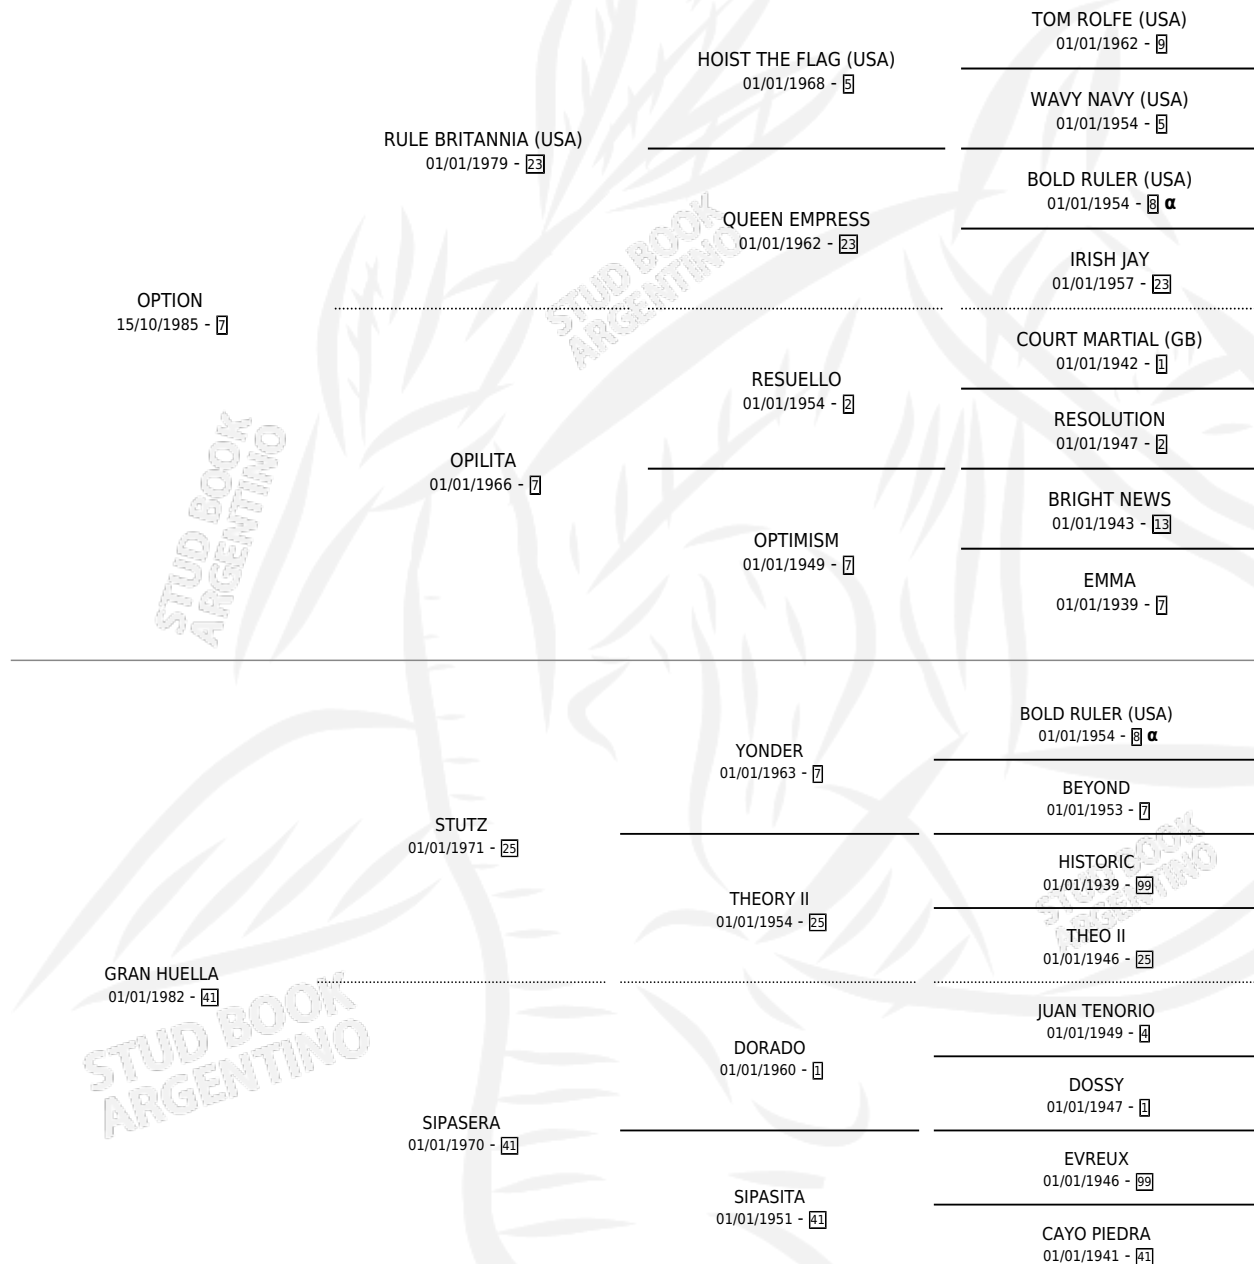 TOM ROLFE (USA)
01/01/1962 - 9
HOIST THE FLAG (USA)
01/01/1968 - 5
WAVY NAVY (USA)
01/01/1954 - 5
RULE BRITANNIA (USA)
01/01/1979 - 23
BOLD RULER (USA)
01/01/1954 - 8 α
QUEEN EMPRESS
01/01/1962 - 23
IRISH JAY
01/01/1957 - 23
OPTION
15/10/1985 - 7
COURT MARTIAL (GB)
01/01/1942 - 1
RESUELLO
01/01/1954 - 2
RESOLUTION
01/01/1947 - 2
OPILITA
01/01/1966 - 7
BRIGHT NEWS
01/01/1943 - 13
OPTIMISM
01/01/1949 - 7
EMMA
01/01/1939 - 7
BOLD RULER (USA)
01/01/1954 - 8 α
YONDER
01/01/1963 - 7
BEYOND
01/01/1953 - 7
STUTZ
01/01/1971 - 25
HISTORIC
01/01/1939 - 99
THEORY II
01/01/1954 - 25
THEO II
01/01/1946 - 25
GRAN HUELLA
01/01/1982 - 41
JUAN TENORIO
01/01/1949 - 4
DORADO
01/01/1960 - 1
DOSSY
01/01/1947 - 1
SIPASERA
01/01/1970 - 41
EVREUX
01/01/1946 - 99
SIPASITA
01/01/1951 - 41
CAYO PIEDRA
01/01/1941 - 41
STUD BOOK
ARGENTINO
STUD BOOK
ARGENTINO
STUD BOOK
ARGENTINO
STUD BOOK
ARGENTINO